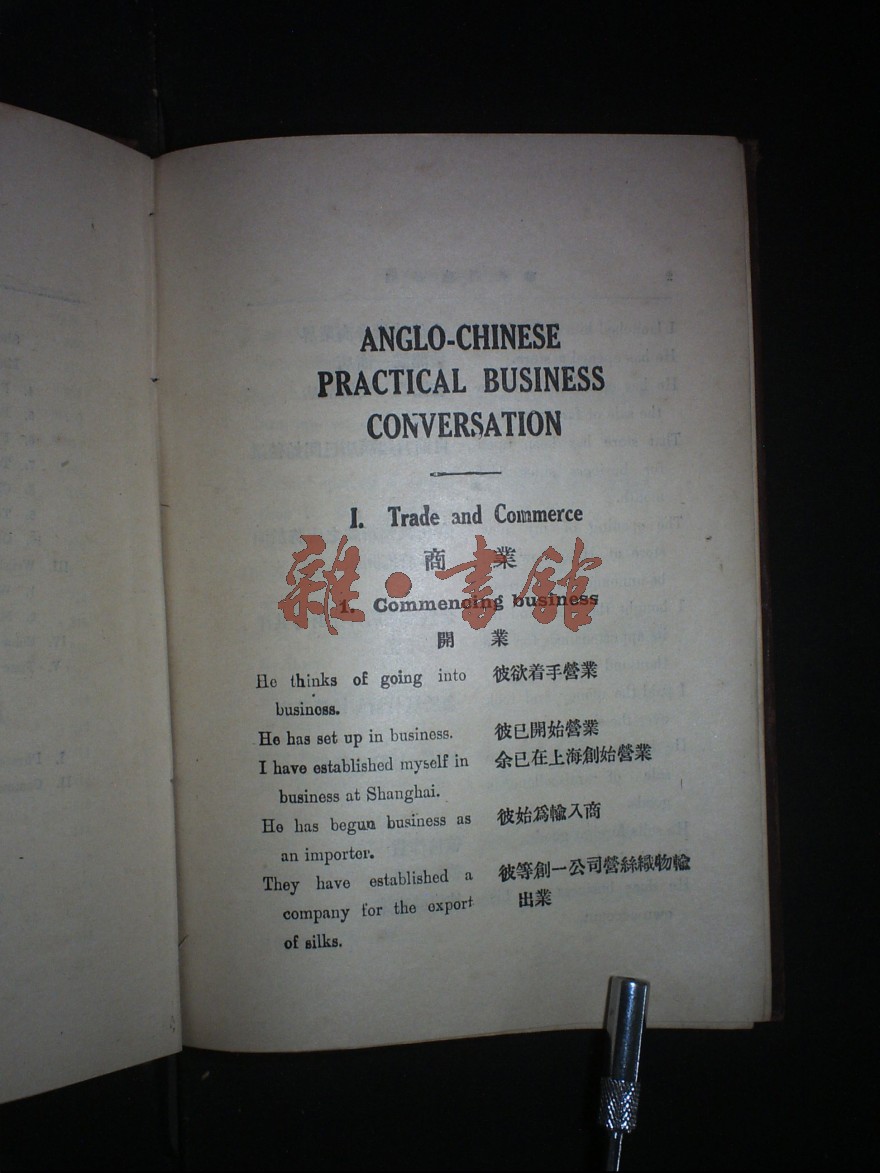 ANGLO-CHINESE
PRACTICAL BUSINESS
CONVERSATION
I. Trade and Commerce
商 業
雜·書舘
1. Commencing business
開 業
He thinks of going into
business.
彼欲着手營業
He has set up in business.
彼已開始營業
I have established myself in
business at Shanghai.
余已在上海創始營業
He has begun business as
an importer.
彼始爲輸入商
They have established a
company for the export
of silks.
彼等創一公司營絲織物輸
出業